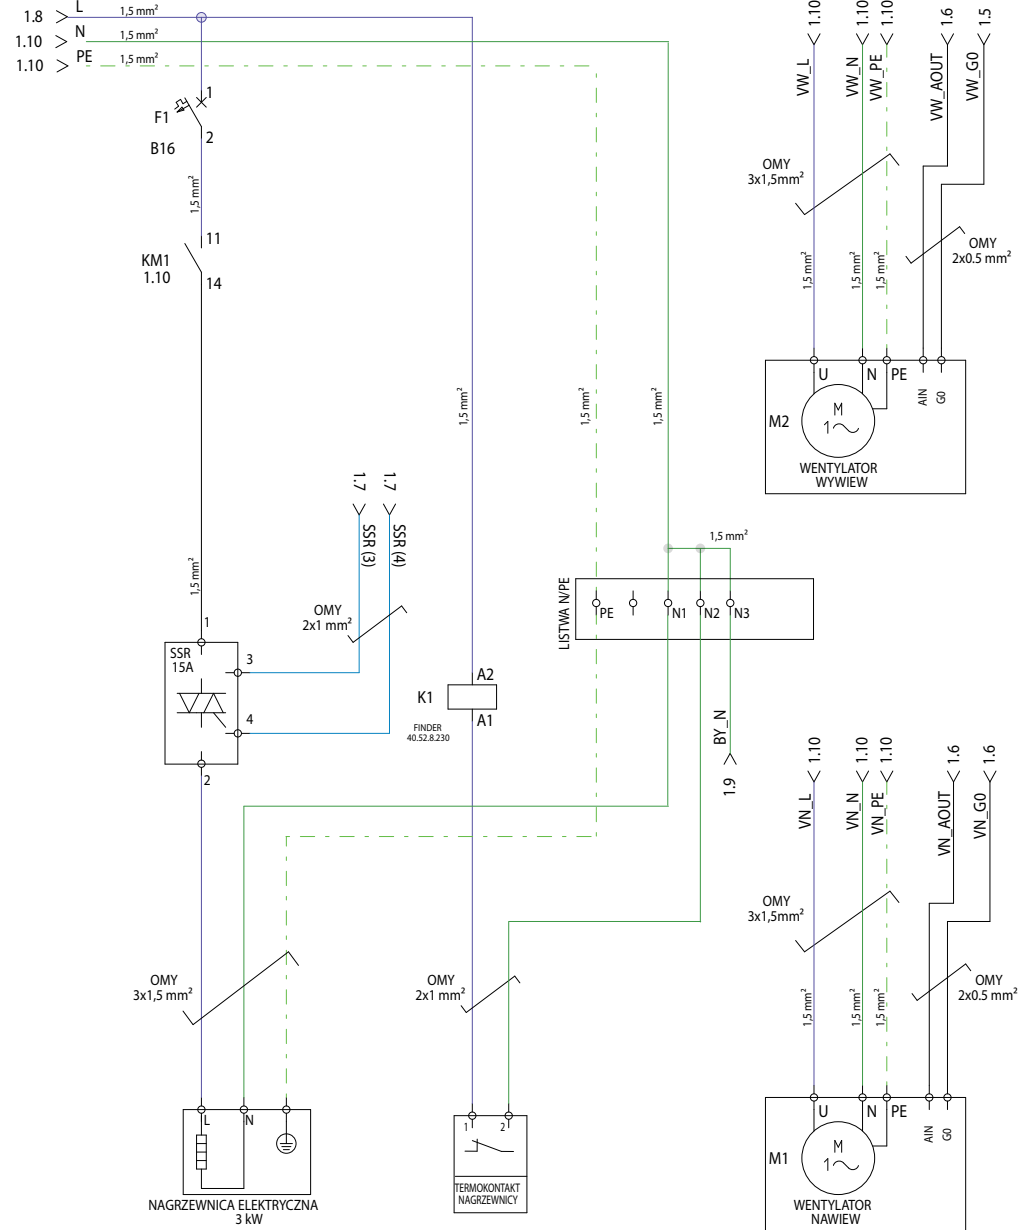 1.8
L
1,5 mm²
1.10
N
1,5 mm²
1.10
PE
1,5 mm²
1
F1
2
B16
1,5 mm²
11
KM1
1.10
14
1,5 mm²
1,5 mm²
1,5 mm²
1.7
1.7
SSR (3)
SSR (4)
OMY
2x1 mm²
1,5 mm²
1
SSR
15A
3
4
2
A2
K1
A1
FINDER
40.52.8.230
1,5 mm²
LISTWA N/PE
PE
N1
N2
N3
BY_N
1.9
OMY
3x1,5 mm²
OMY
2x1 mm²
L
N
NAGRZEWNICA ELEKTRYCZNA
3 kW
1
2
TERMOKONTAKT
NAGRZEWNICY
1.10
1.10
1.10
1.6
1.5
VW_L
VW_N
VW_PE
VW_AOUT
VW_G0
OMY
3x1,5mm²
OMY
2x0.5 mm²
1,5 mm²
1,5 mm²
1,5 mm²
U
N
PE
AIN
G0
M2
M
1
WENTYLATOR
WYWIEW
1.10
1.10
1.10
1.6
1.6
VN_L
VN_N
VN_PE
VN_AOUT
VN_G0
OMY
3x1,5mm²
OMY
2x0.5 mm²
1,5 mm²
1,5 mm²
1,5 mm²
U
N
PE
AIN
G0
M1
M
1
WENTYLATOR
NAWIEW